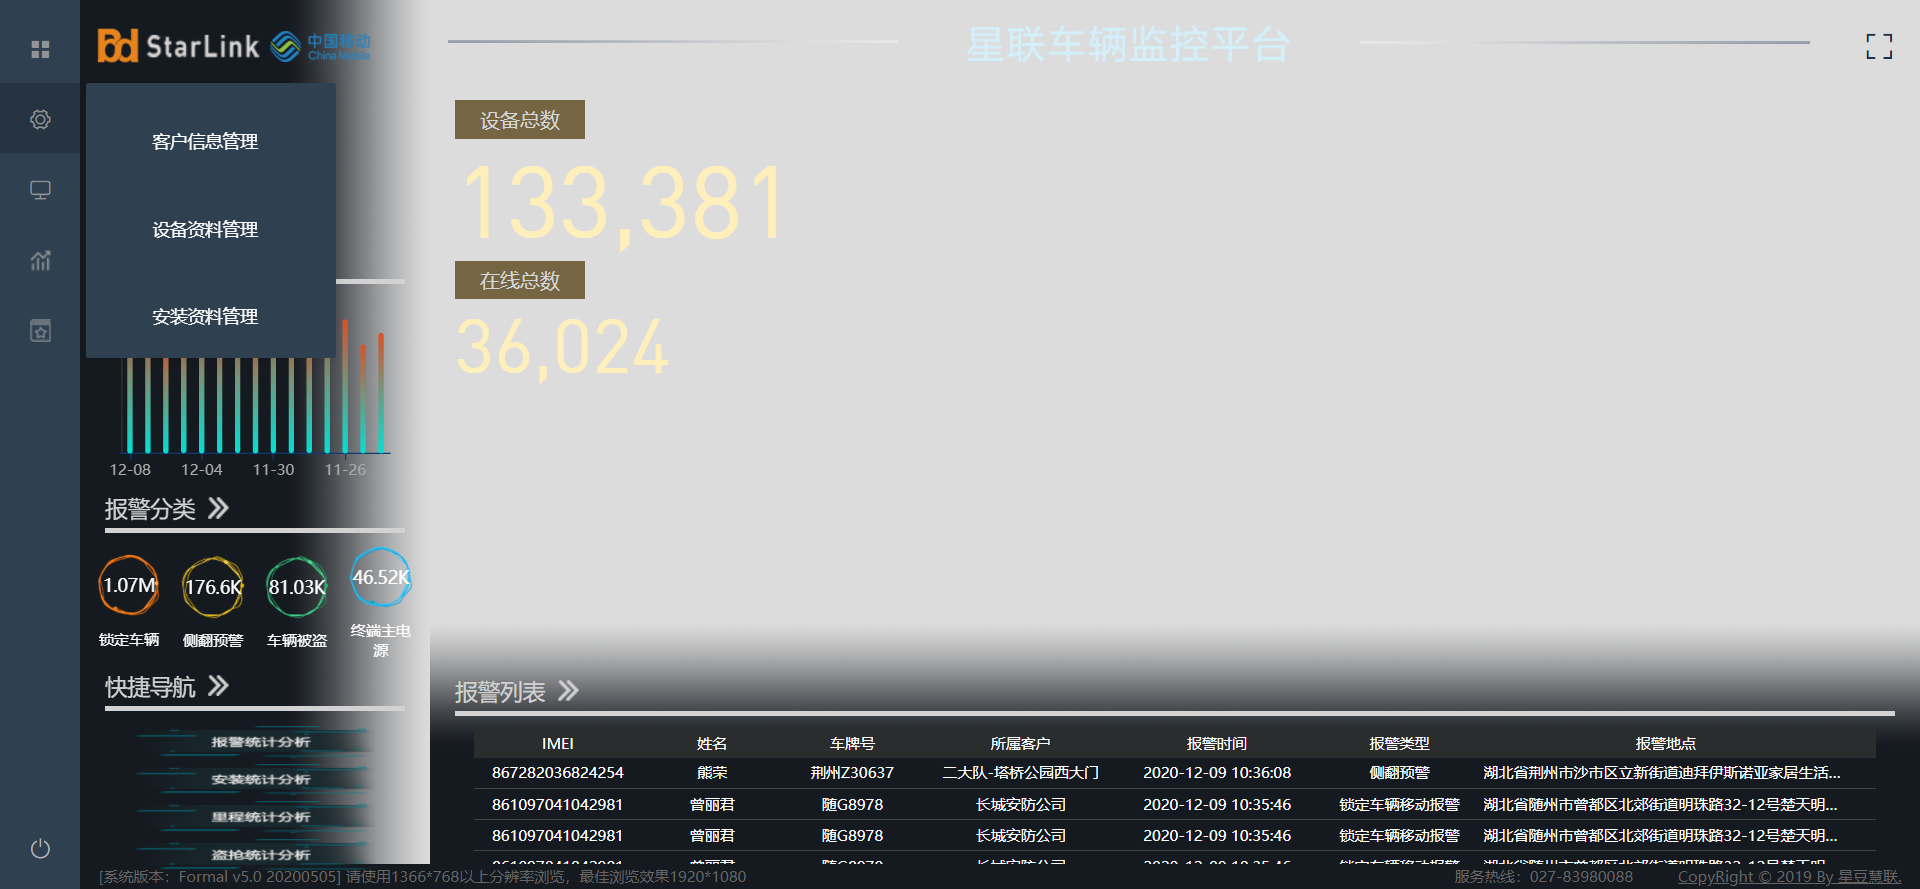 StarLink 中国移动
China Mobile
星联车辆监控平台
客户信息管理
设备资料管理
安装资料管理
设备总数
133,381
在线总数
36,024
12-08 12-04 11-30 11-26
报警分类
1.07M 176.6K 81.03K 46.52K
锁定车辆 侧翻预警 车辆被盗 终端主电
源
快捷导航
报警统计分析
安装统计分析
里程统计分析
盗抢统计分析
报警列表
IMEI 姓名 车牌号 所属客户 报警时间 报警类型 报警地点
867282036824254 熊荣 荆州Z30637 二大队-塔桥公园西大门 2020-12-09 10:36:08 侧翻预警 湖北省荆州市沙市区立新街道迪拜伊斯诺亚家居生活...
861097041042981 曾丽君 随G8978 长城安防公司 2020-12-09 10:35:46 锁定车辆移动报警 湖北省随州市曾都区北郊街道明珠路32-12号楚天明...
861097041042981 曾丽君 随G8978 长城安防公司 2020-12-09 10:35:46 锁定车辆移动报警 湖北省随州市曾都区北郊街道明珠路32-12号楚天明...
[系统版本：Formal v5.0 20200505] 请使用1366*768以上分辨率浏览，最佳浏览效果1920*1080
服务热线：027-83980088 CopyRight © 2019 By 星豆慧联.